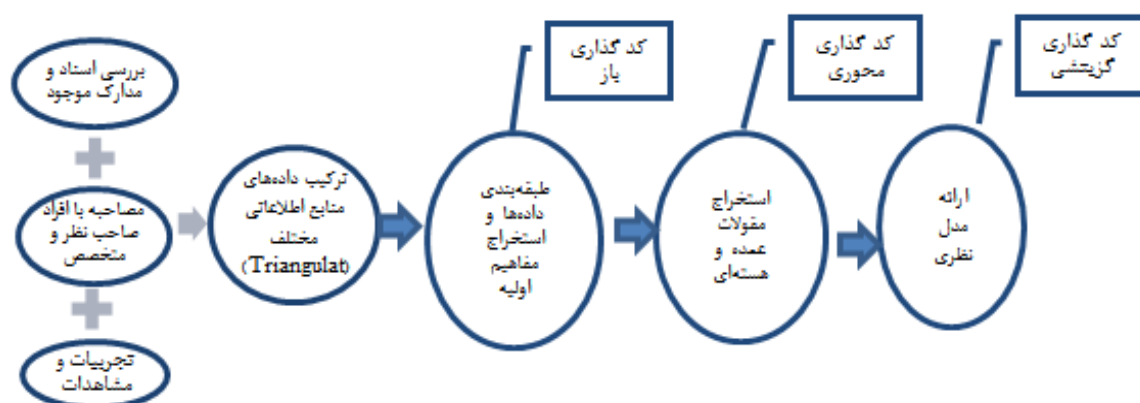 بررسی اسناد و
مدارک موجود
مصاحبه با افراد
صاحب نظر و
متخصص
تجربیات و
مشاهدات
ترکیب داده‌های
منابع اطلاعاتی
مختلف
(Triangulat)
کد گذاری
باز
طبقه‌بندی
داده‌ها و
استخراج
مفاهیم
اولیه
کد گذاری
محوری
استخراج
مقولات
عمده و
هسته‌ای
کد گذاری
گزینشی
ارائه
مدل
نظری